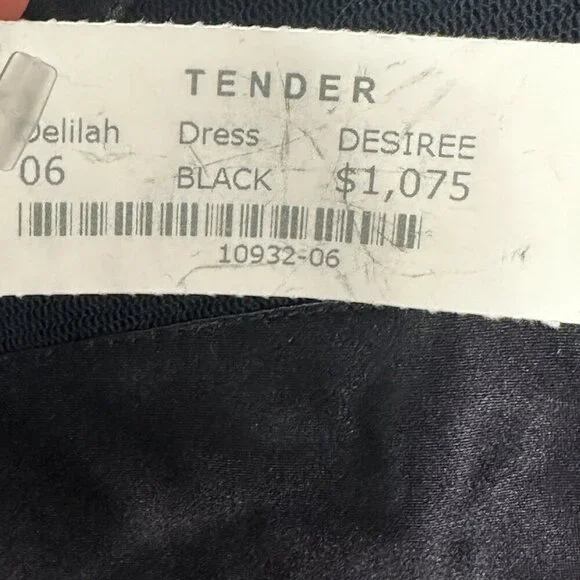 TENDER
Delilah Dress DESIREE
06 BLACK $1,075
10932-06